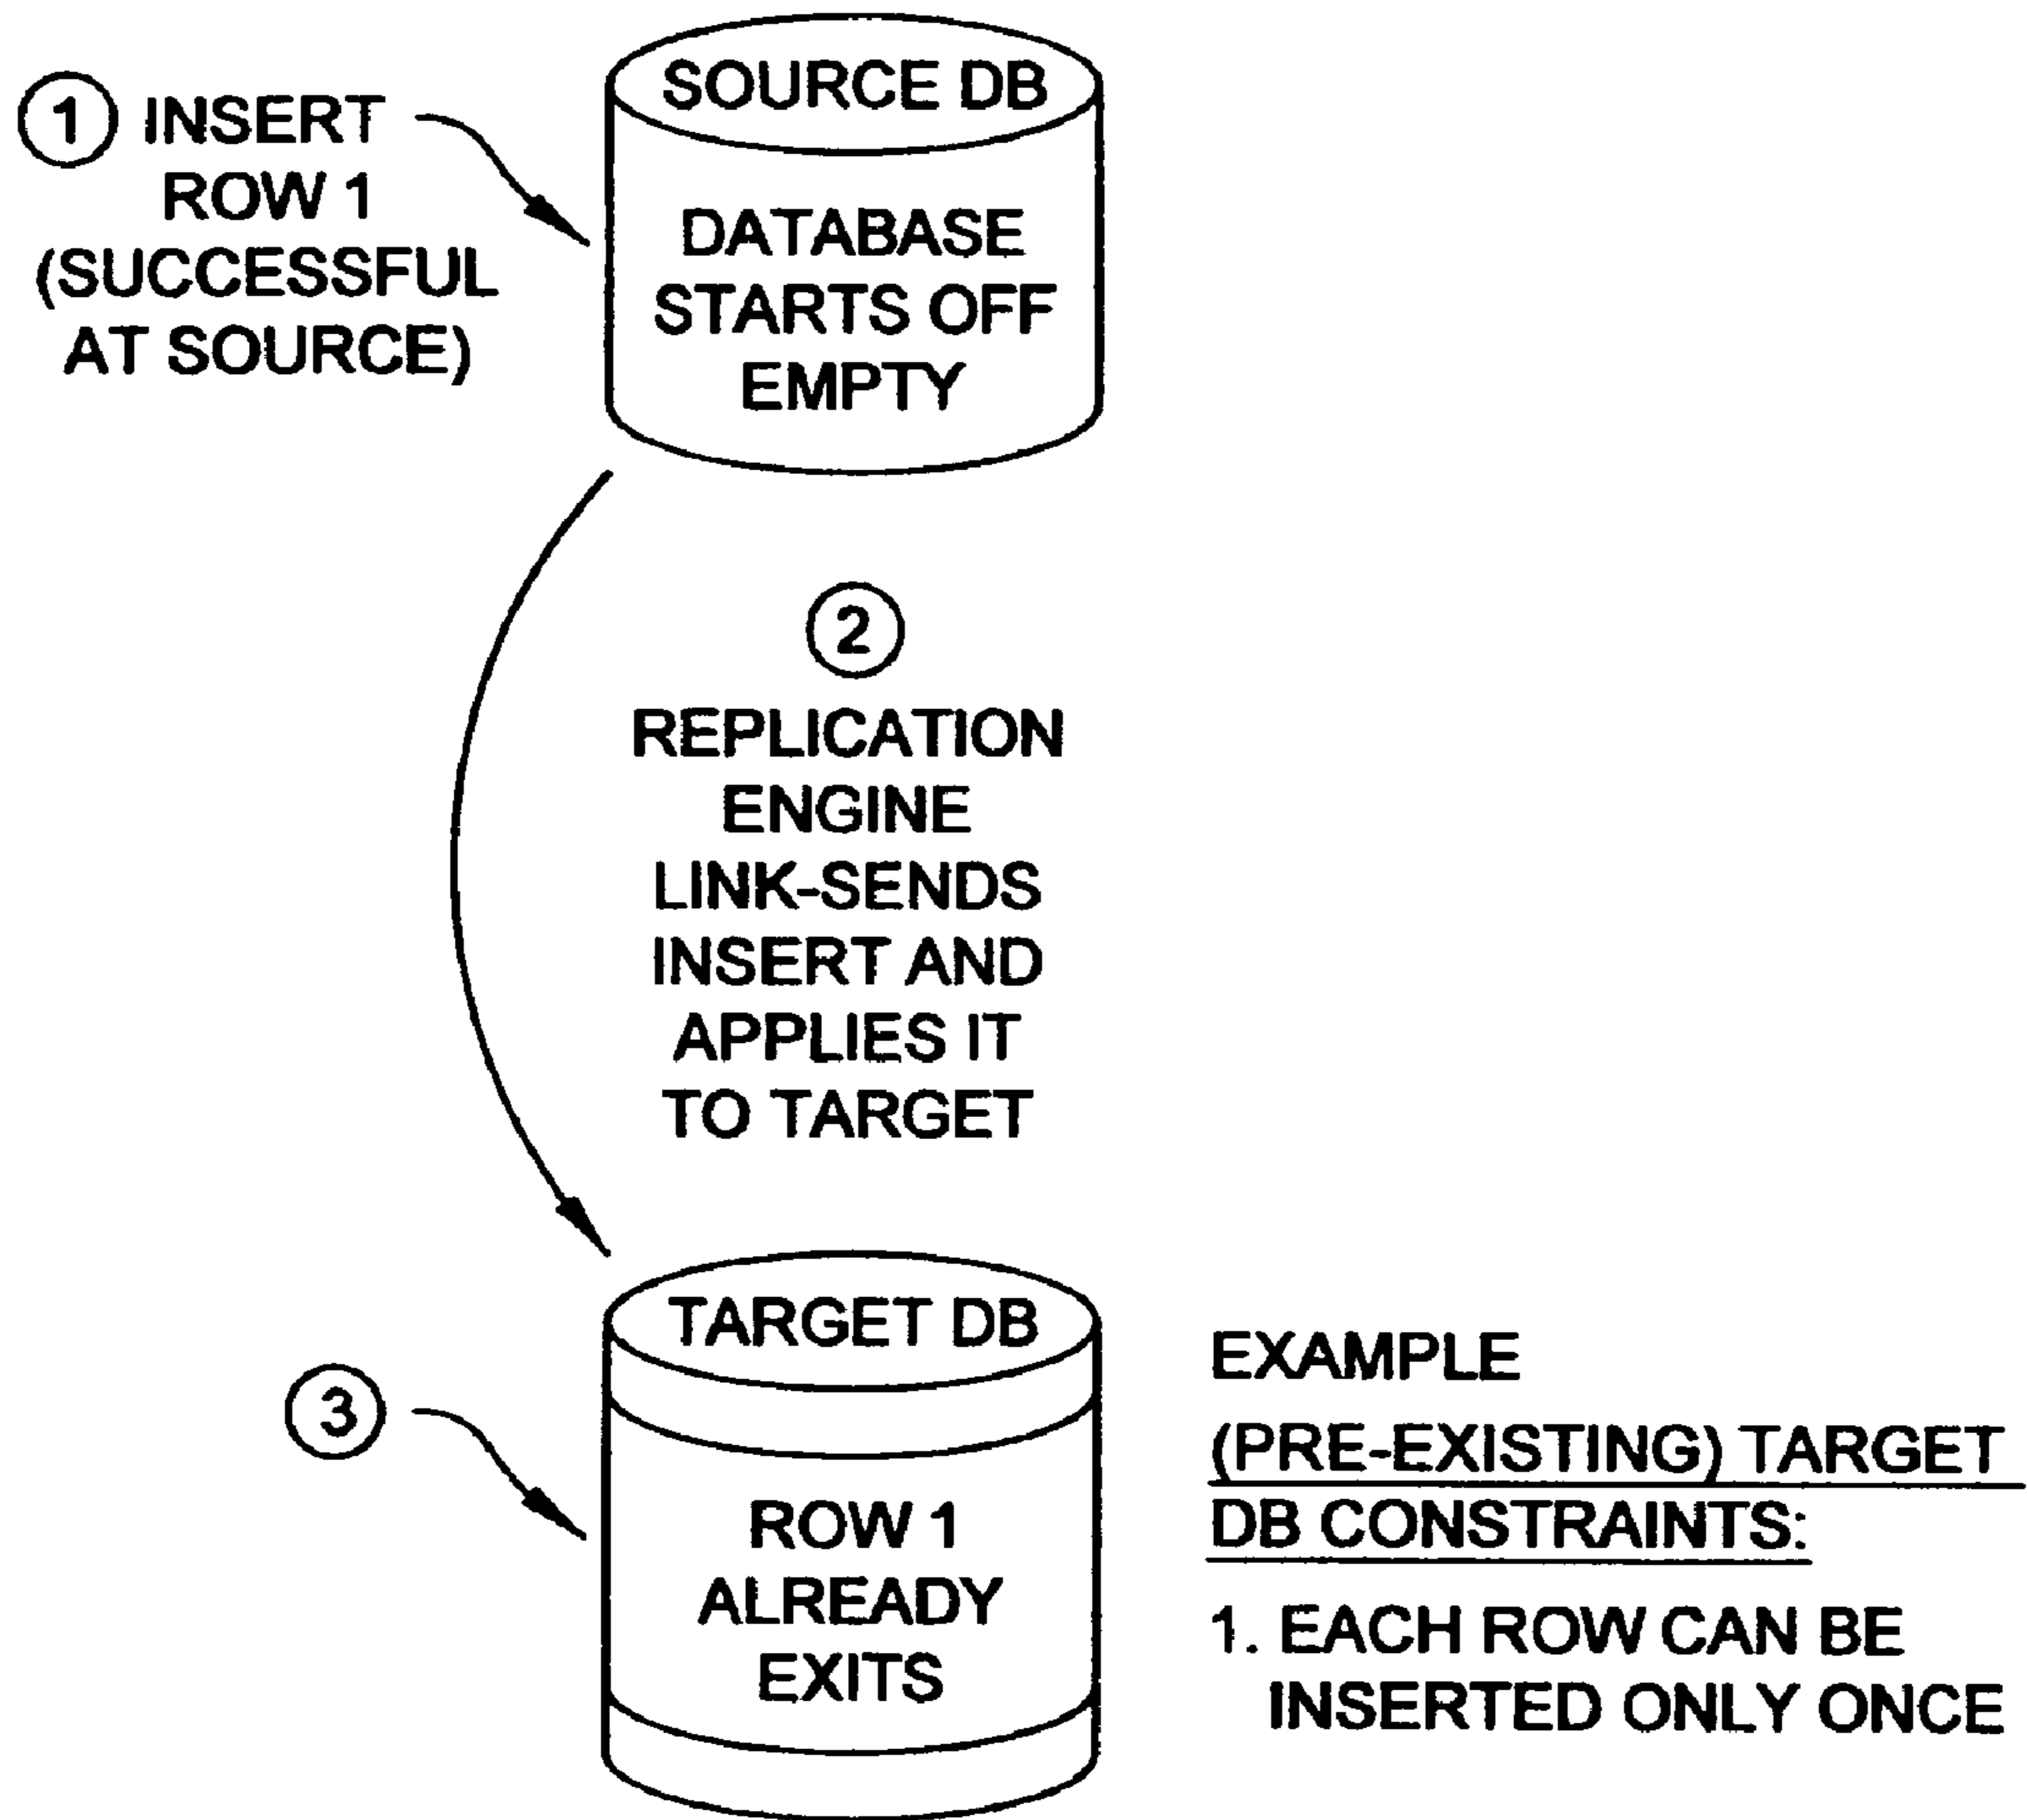 SOURCE DB
① INSERT
ROW 1
(SUCCESSFUL
AT SOURCE)
DATABASE
STARTS OFF
EMPTY
②
REPLICATION
ENGINE
LINK-SENDS
INSERT AND
APPLIES IT
TO TARGET
TARGET DB
③
ROW 1
ALREADY
EXITS
EXAMPLE
(PRE-EXISTING) TARGET
DB CONSTRAINTS:
1. EACH ROW CAN BE
INSERTED ONLY ONCE